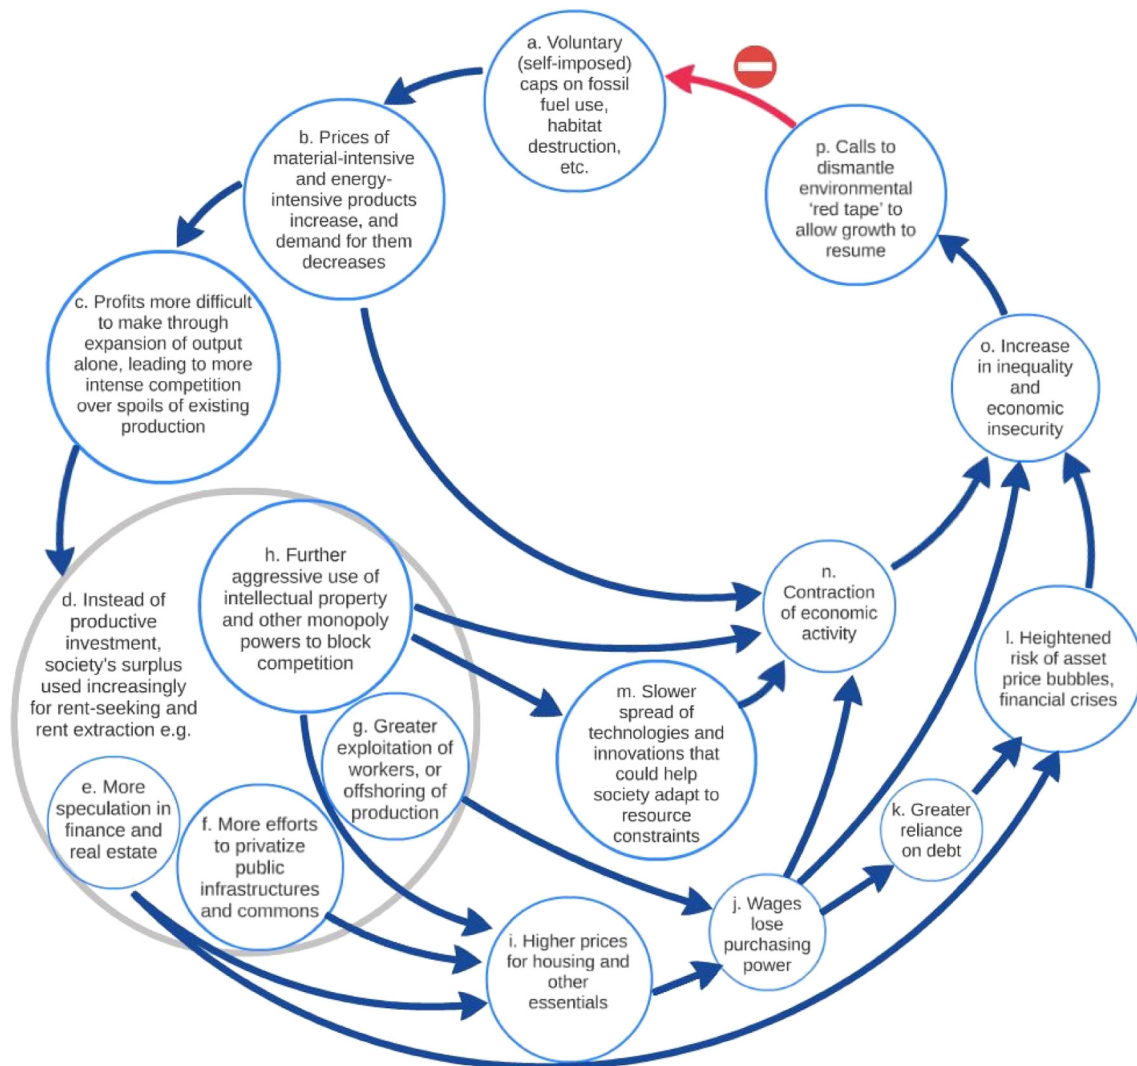 a. Voluntary
(self-imposed)
caps on fossil
fuel use,
habitat
destruction,
etc.
b. Prices of
material-intensive
and energy-
intensive products
increase, and
demand for them
decreases
c. Profits more difficult
to make through
expansion of output
alone, leading to more
intense competition
over spoils of existing
production
d. Instead of
productive
investment,
society's surplus
used increasingly
for rent-seeking and
rent extraction e.g.
e. More
speculation in
finance and
real estate
f. More efforts
to privatize
public
infrastructures
and commons
g. Greater
exploitation of
workers, or
offshoring of
production
h. Further
aggressive use of
intellectual property
and other monopoly
powers to block
competition
i. Higher prices
for housing and
other
essentials
j. Wages
lose
purchasing
power
k. Greater
reliance
on debt
l. Heightened
risk of asset
price bubbles,
financial crises
m. Slower
spread of
technologies and
innovations that
could help
society adapt to
resource
constraints
n.
Contraction
of economic
activity
o. Increase
in inequality
and
economic
insecurity
p. Calls to
dismantle
environmental
'red tape' to
allow growth to
resume